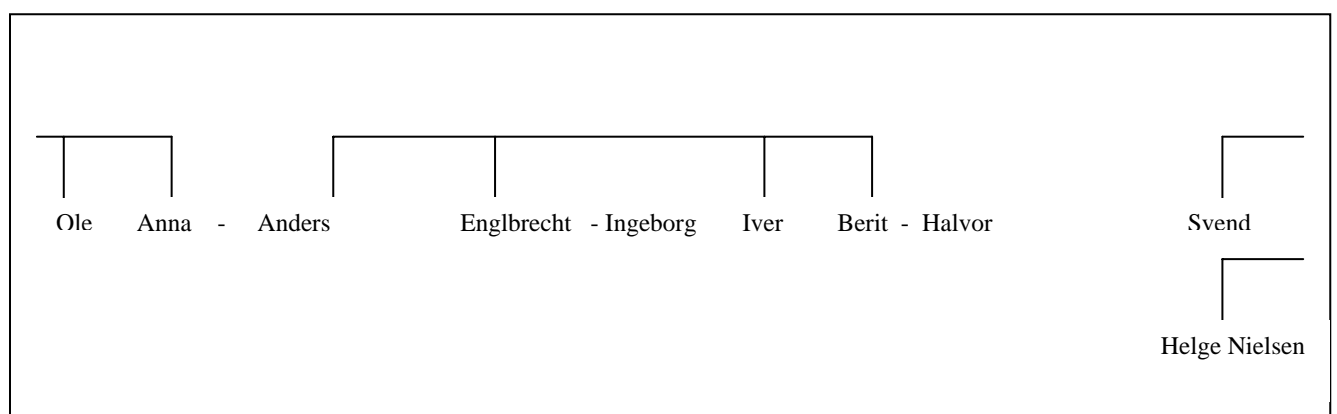 Ole Anna - Anders Englbrecht - Ingeborg Iver Berit - Halvor Svend
Helge Nielsen